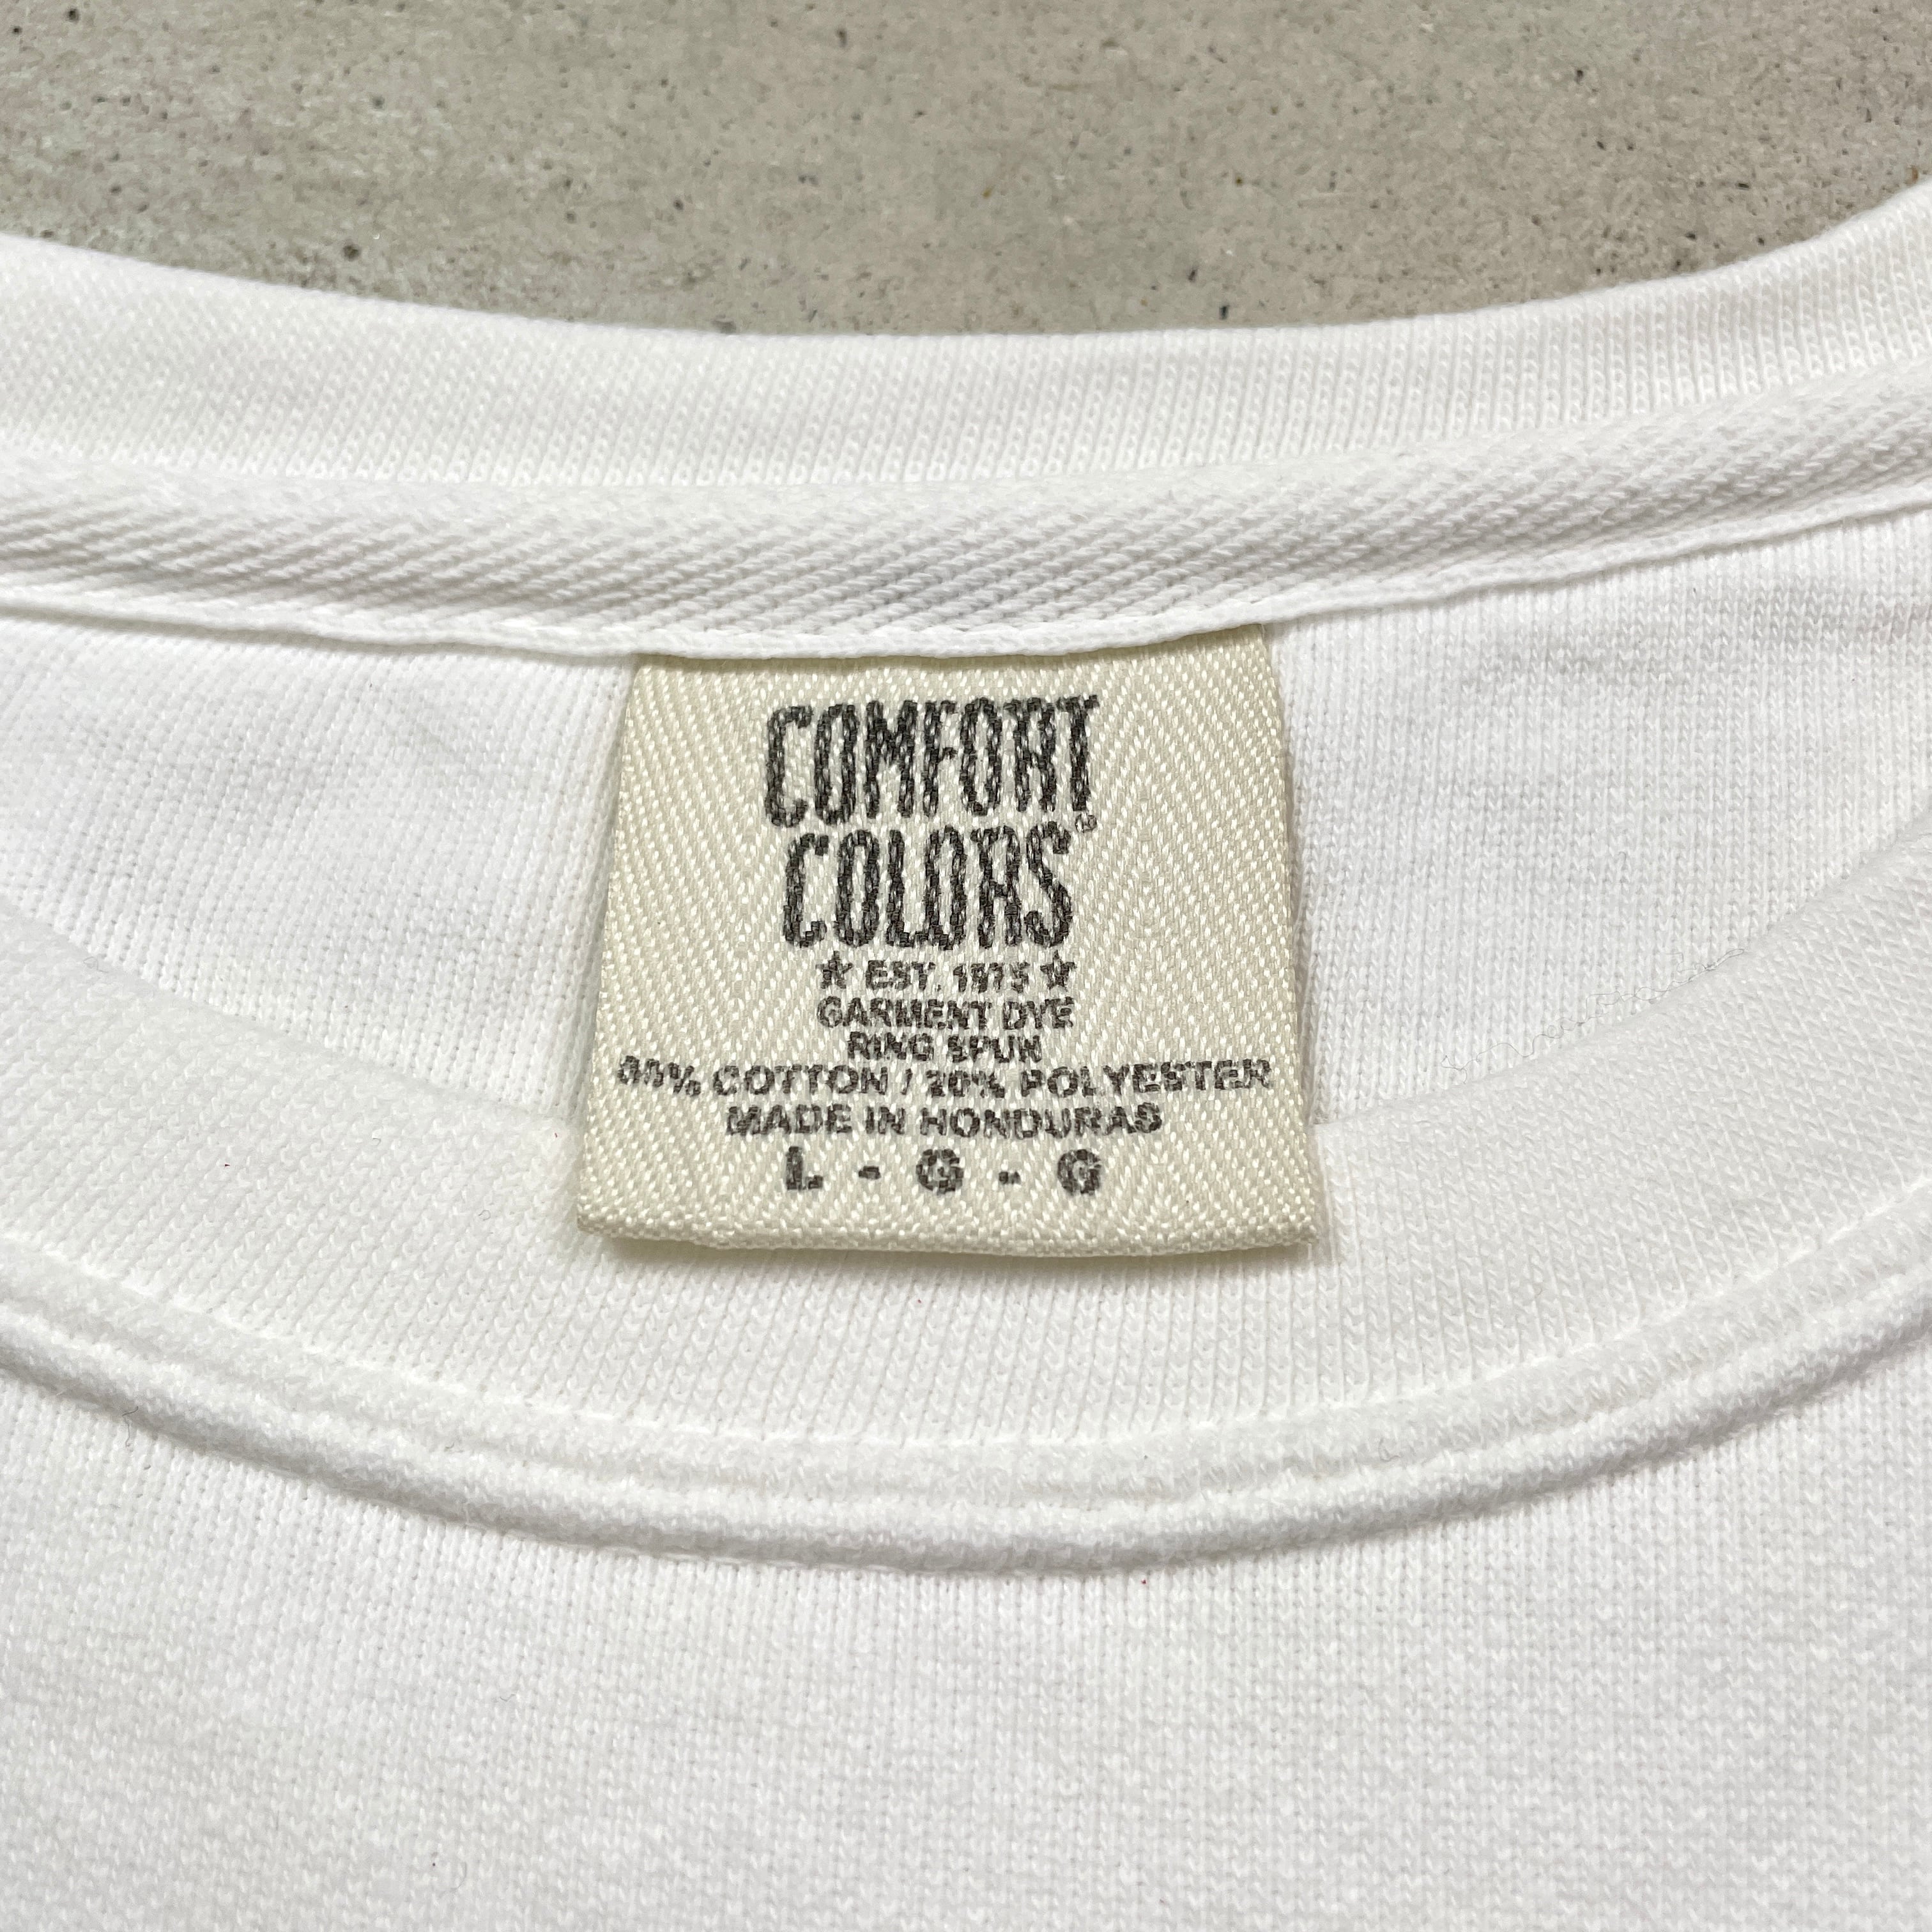 COMFORT
COLORS®
★ EST. 1975 ★
GARMENT DYE
RING SPUN
80% COTTON / 20% POLYESTER
MADE IN HONDURAS
L - G - G